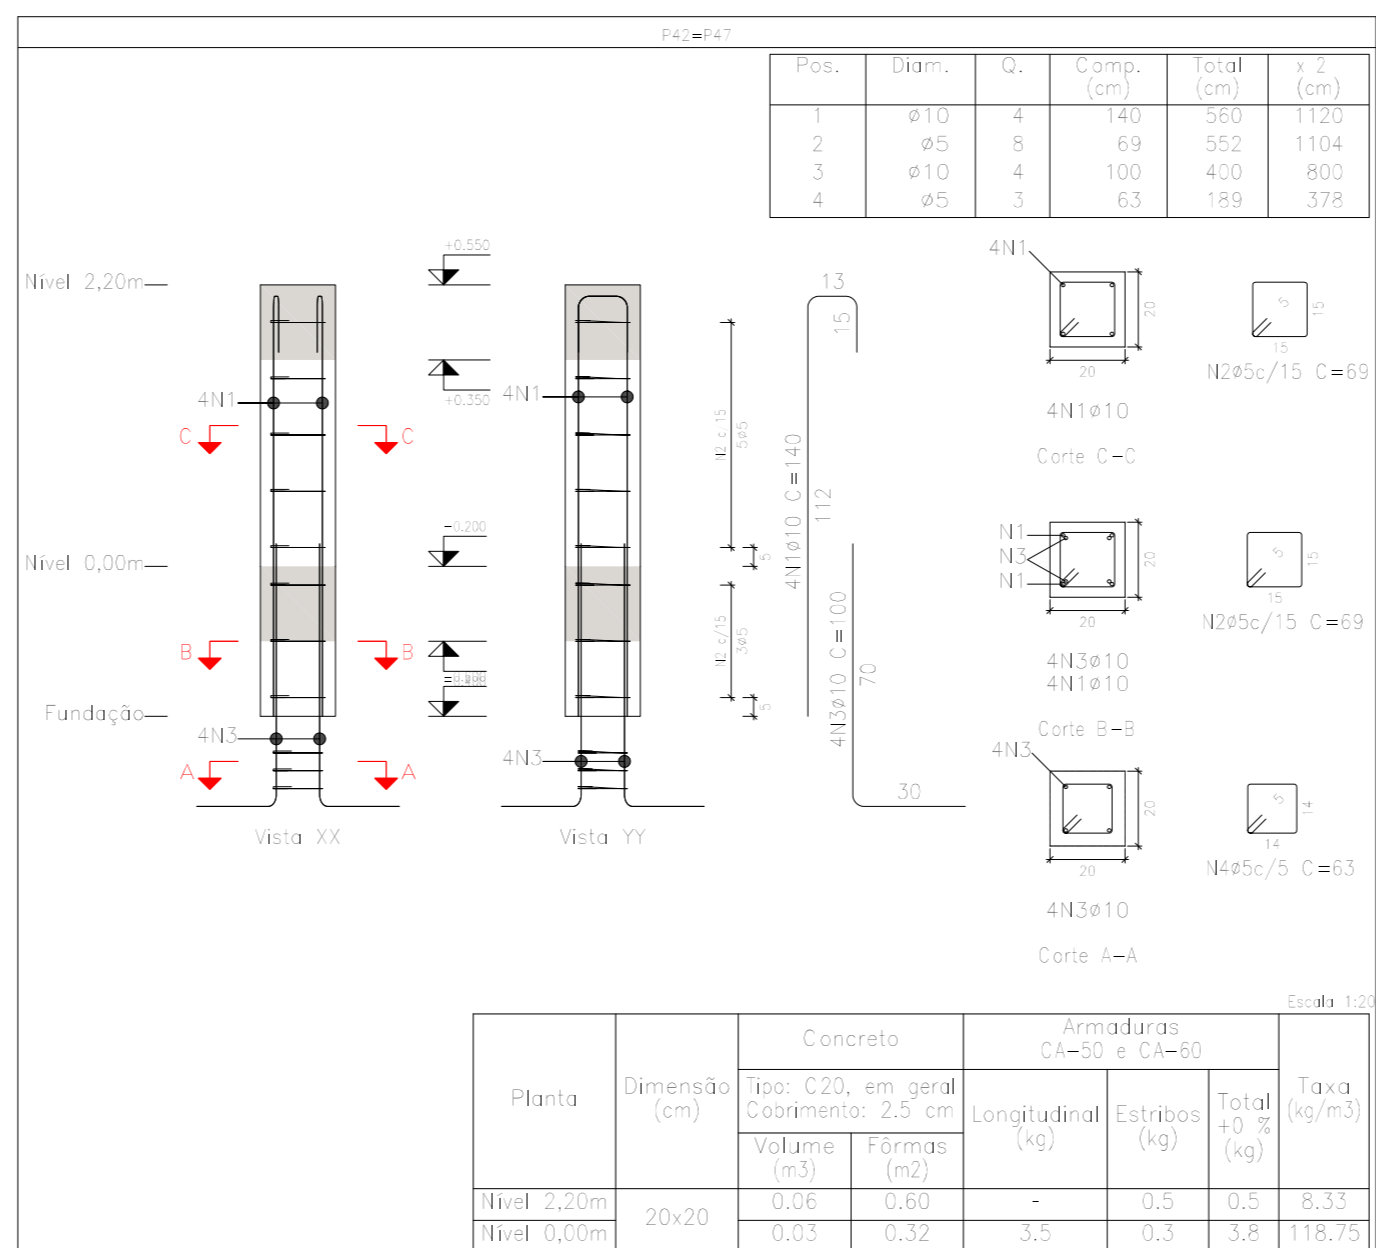 P42=P47
Pos. Diam. Q. Comp. (cm) Total (cm) x 2 (cm)
1 ø10 4 140 560 1120
2 ø5 8 69 552 1104
3 ø10 4 100 400 800
4 ø5 3 63 189 378
Nível 2,20m
Nível 0,00m
Fundação
4N1
C C
B B
4N3
A A
Vista XX
+0.550
+0.350
-0.200
4N1
4N3
Vista YY
N2 c/15
5ø5
5
N2 c/15
3ø5
5
13
15
4N1ø10 C=140
112
4N3ø10 C=100
70
30
4N1
20
20
4N1ø10
Corte C-C
5
15
15
N2ø5c/15 C=69
N1
N3
N1
20
20
4N3ø10
4N1ø10
Corte B-B
5
15
15
N2ø5c/15 C=69
4N3
20
20
4N3ø10
Corte A-A
5
14
14
N4ø5c/5 C=63
Escala 1:20
Planta
Dimensão
(cm)
Concreto
Tipo: C20, em geral
Cobrimento: 2.5 cm
Volume
(m3)
Fôrmas
(m2)
Armaduras
CA-50 e CA-60
Longitudinal
(kg)
Estribos
(kg)
Total
+0 %
(kg)
Taxa
(kg/m3)
Nível 2,20m 20x20 0.06 0.60 - 0.5 0.5 8.33
Nível 0,00m 0.03 0.32 3.5 0.3 3.8 118.75